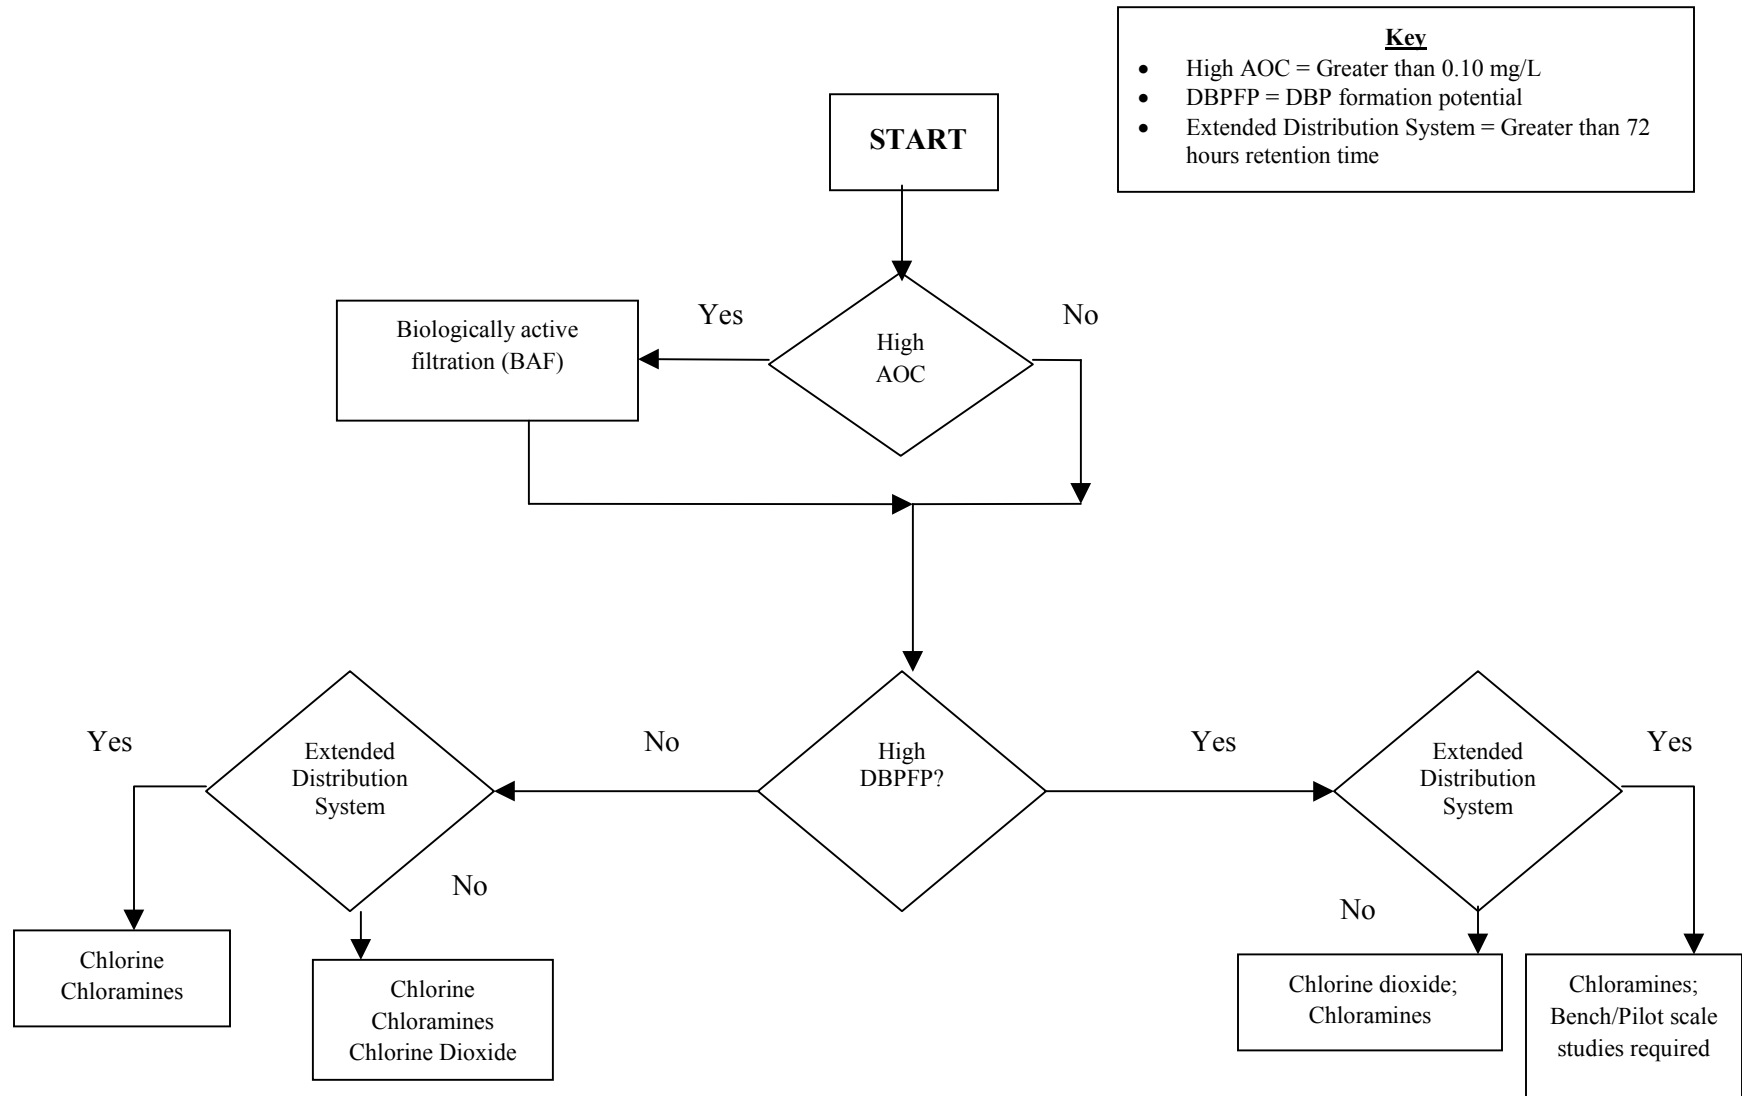 Key
• High AOC = Greater than 0.10 mg/L
• DBPFP = DBP formation potential
• Extended Distribution System = Greater than 72
hours retention time
START
Yes
No
Biologically active
filtration (BAF)
High
AOC
Yes
Extended
Distribution
System
No
High
DBPFP?
Yes
Extended
Distribution
System
Yes
No
No
Chlorine
Chloramines
Chlorine
Chloramines
Chlorine Dioxide
Chlorine dioxide;
Chloramines
Chloramines;
Bench/Pilot scale
studies required